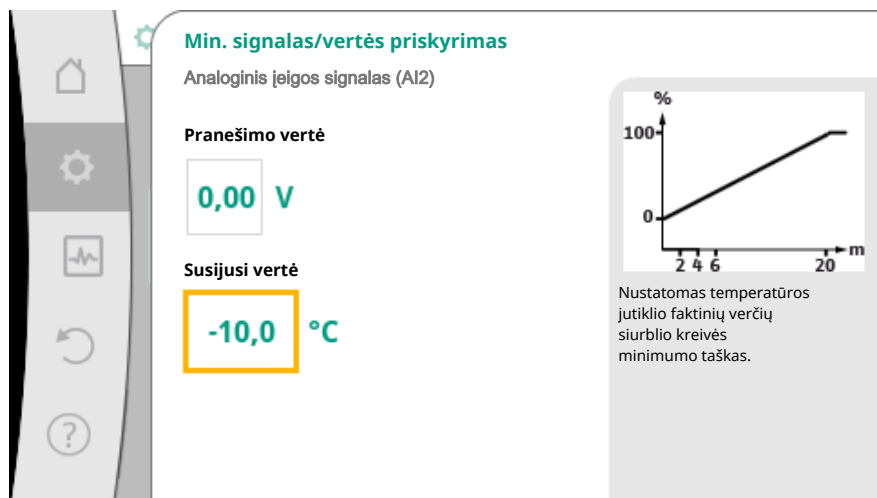 Min. signalas/vertės priskyrimas
Analoginis įeigos signalas (AI2)
Pranešimo vertė
0,00 V
Susijusi vertė
-10,0 °C
%
100
0
2 4 6 20 m
Nustatomas temperatūros
jutiklio faktinių verčių
siurblio kreivės
minimumo taškas.
?